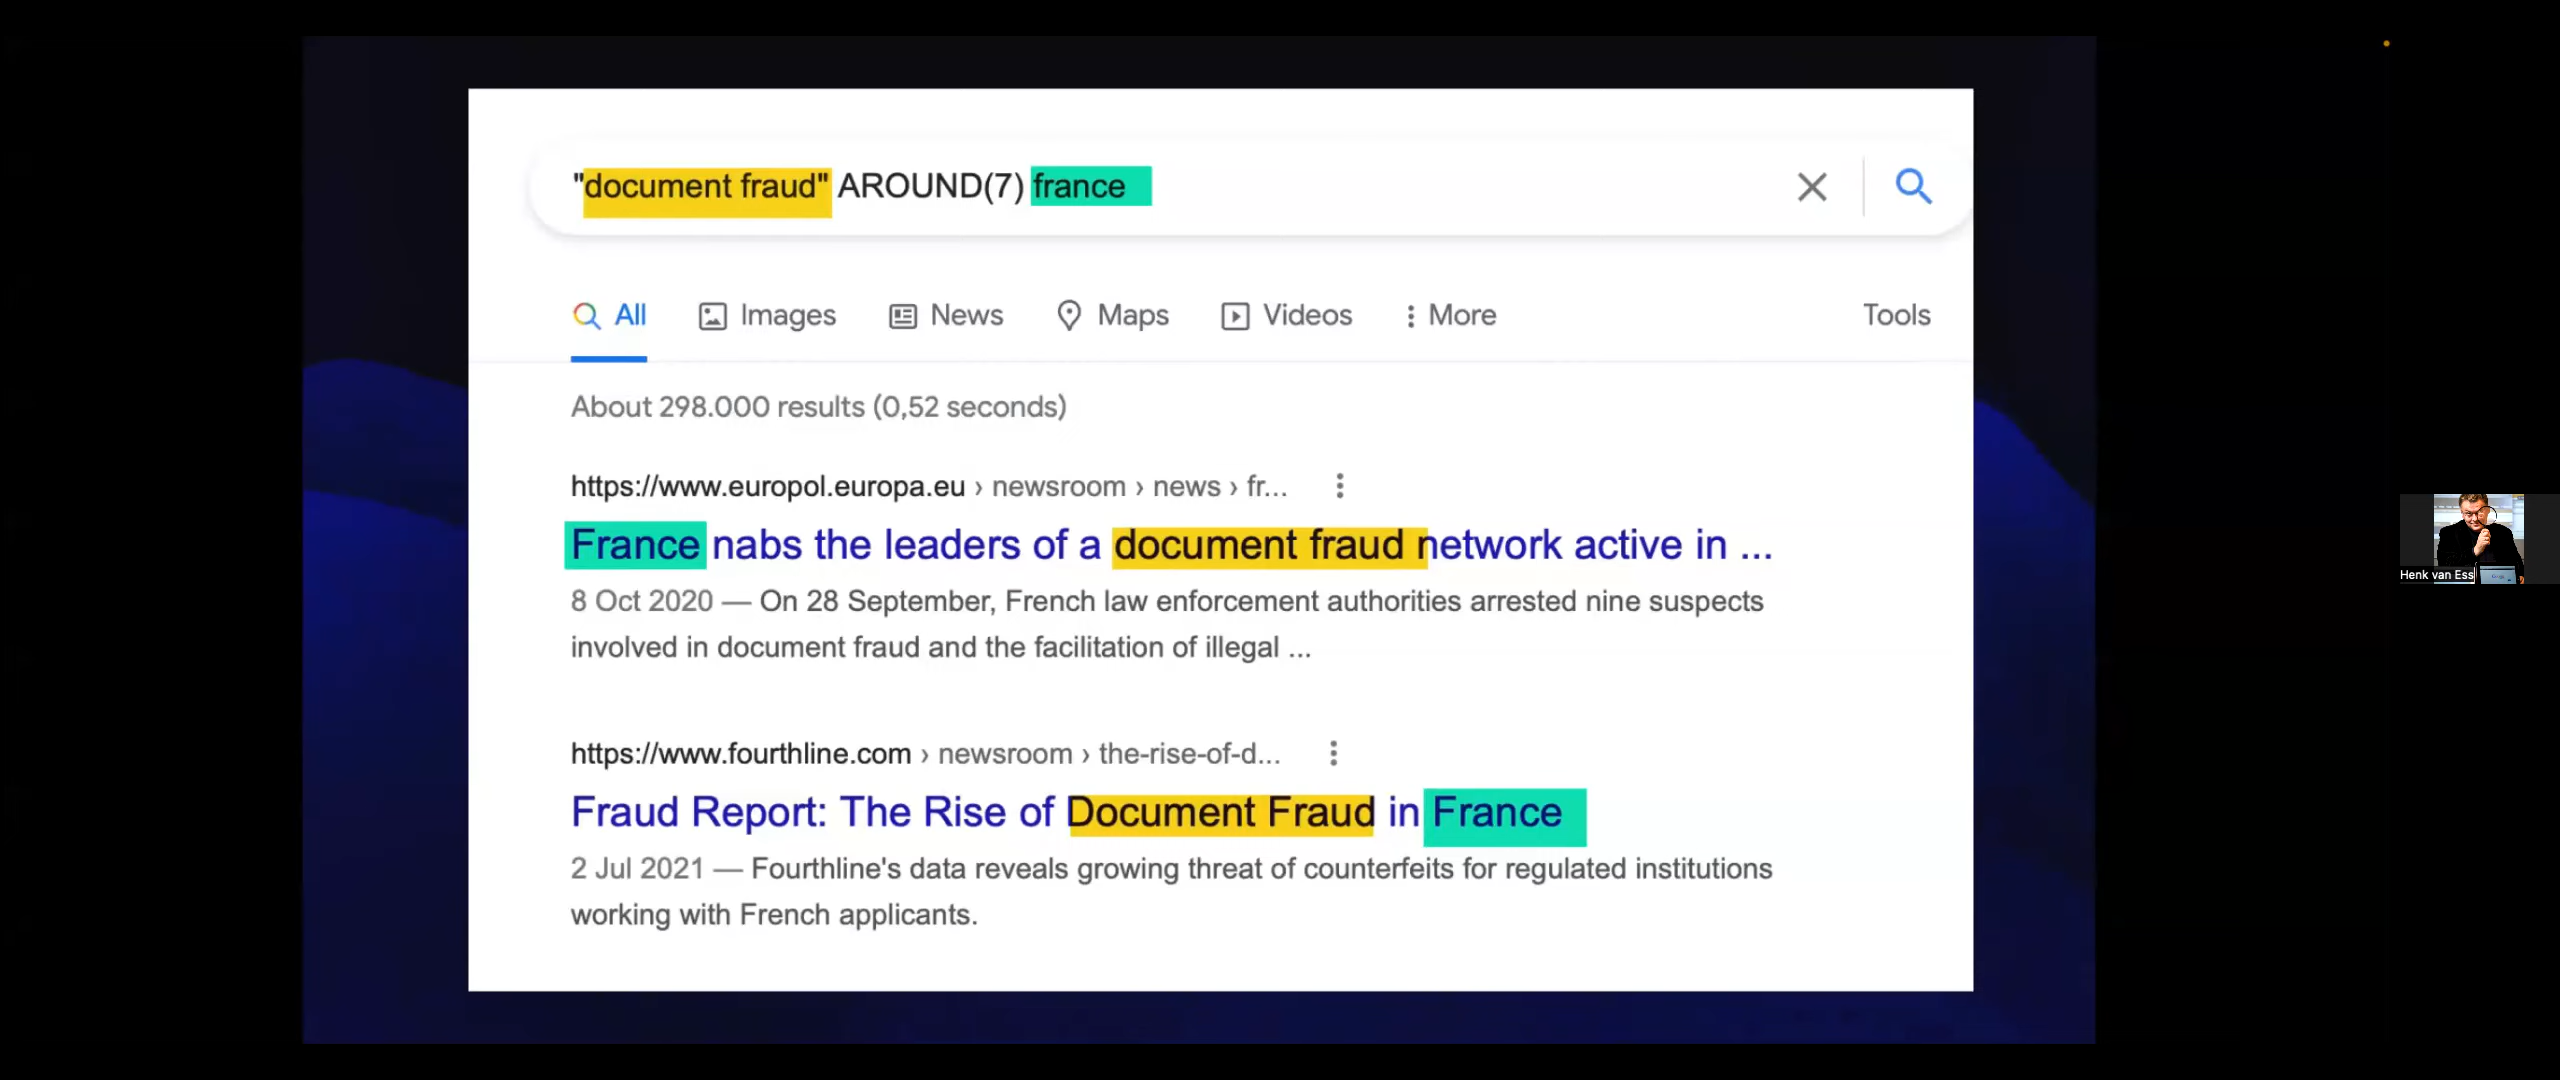 "document fraud" AROUND(7) france
All Images News Maps Videos More Tools
About 298.000 results (0,52 seconds)
https://www.europol.europa.eu › newsroom › news › fr...
France nabs the leaders of a document fraud network active in ...
8 Oct 2020 — On 28 September, French law enforcement authorities arrested nine suspects
involved in document fraud and the facilitation of illegal ...
https://www.fourthline.com › newsroom › the-rise-of-d...
Fraud Report: The Rise of Document Fraud in France
2 Jul 2021 — Fourthline's data reveals growing threat of counterfeits for regulated institutions
working with French applicants.
Henk van Ess